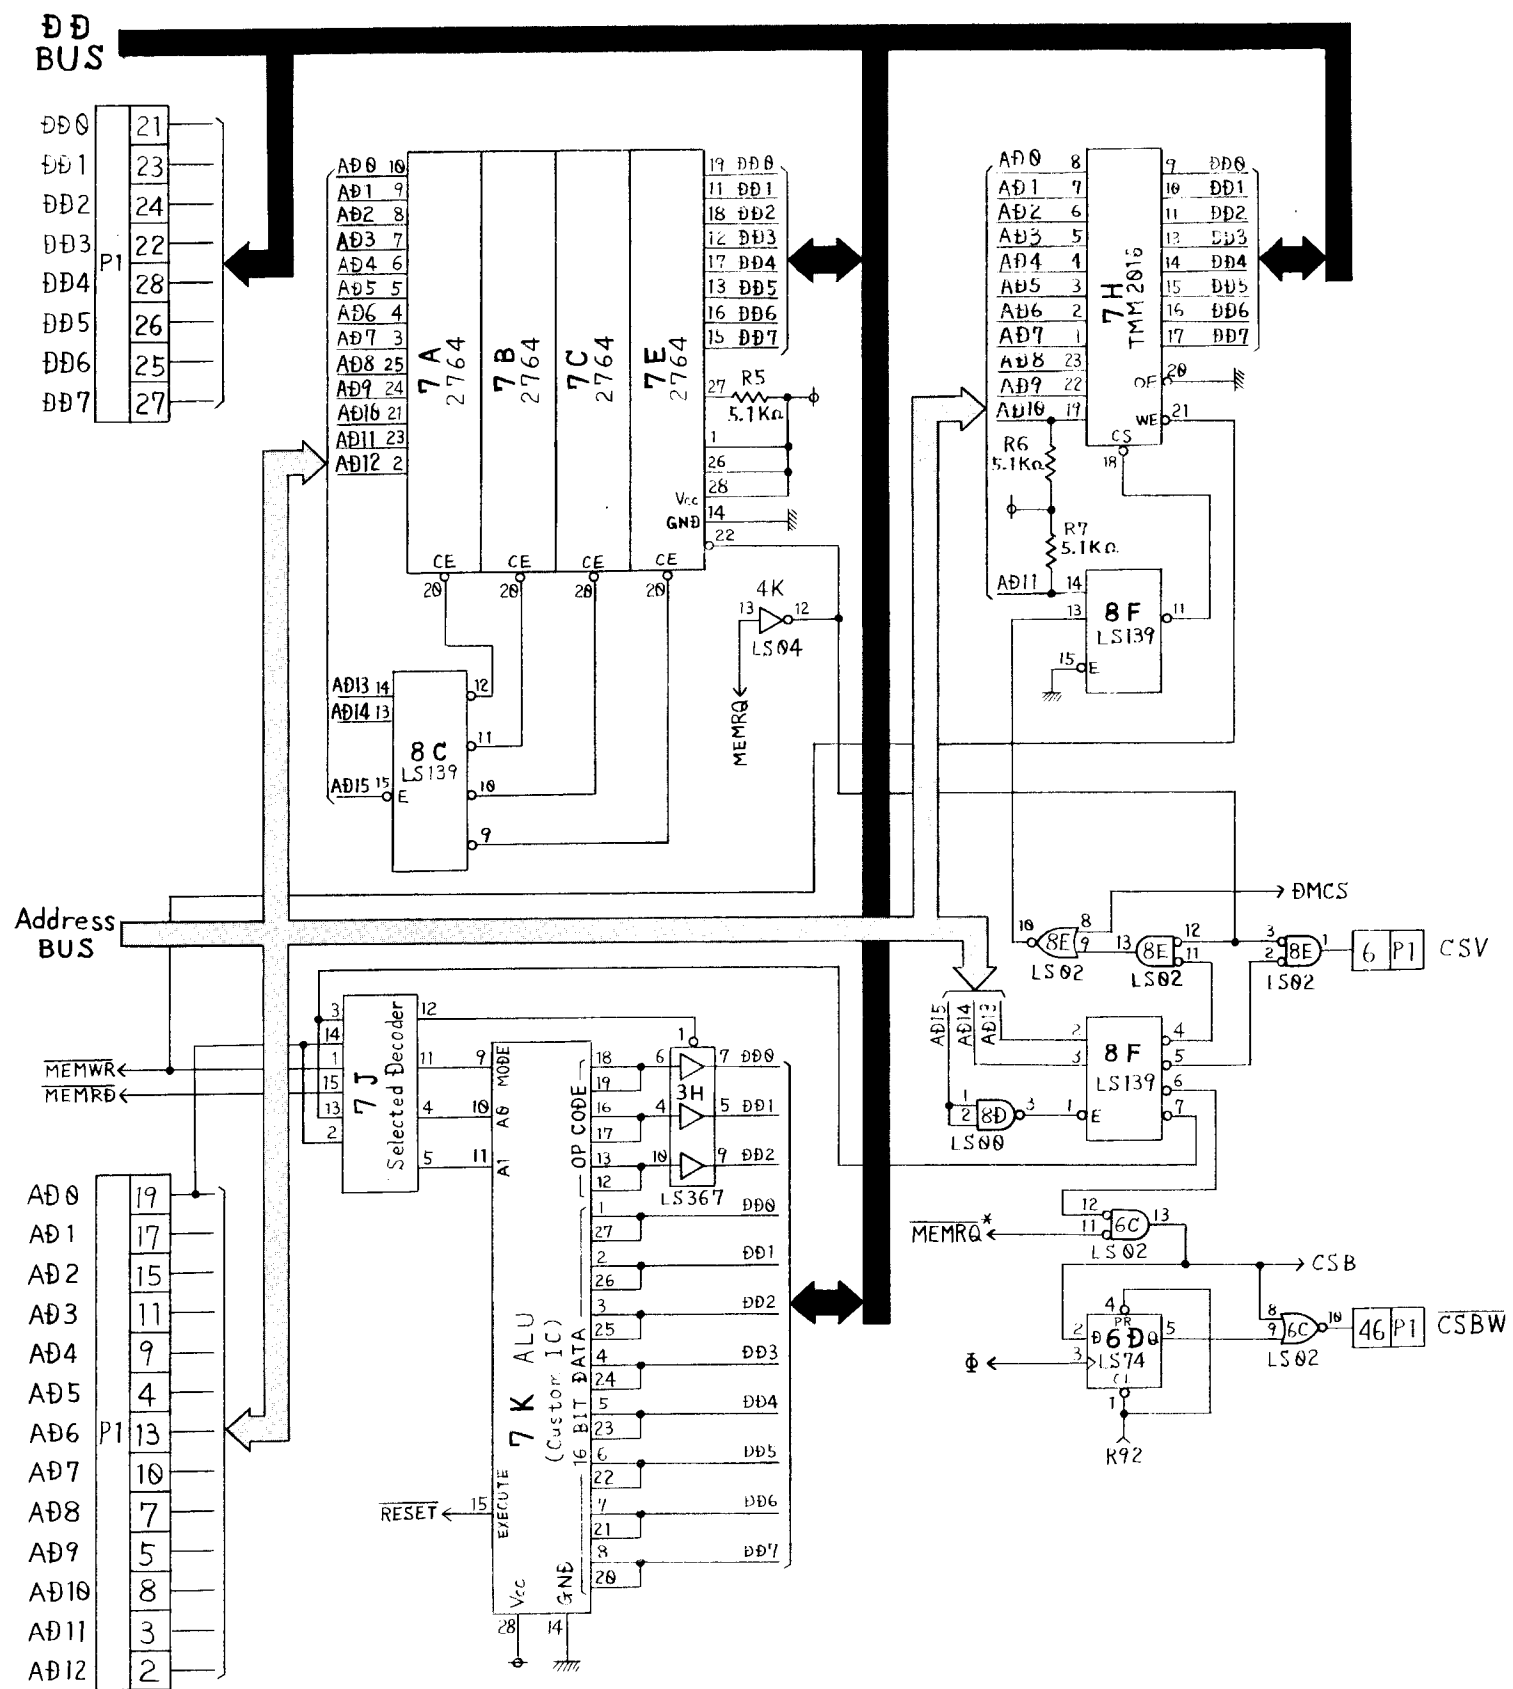 DD
BUS
DD0 21
DD1 23
DD2 24
DD3 22
DD4 28
DD5 26
DD6 25
DD7 27
P1
AD0 10
AD1 9
AD2 8
AD3 7
AD4 6
AD5 5
AD6 4
AD7 3
AD8 25
AD9 24
AD10 21
AD11 23
AD12 2
7A
2764
7B
2764
7C
2764
7E
2764
19 DD0
11 DD1
18 DD2
12 DD3
17 DD4
13 DD5
16 DD6
15 DD7
27 R5
5.1KΩ
1
26
Vcc 28
GND 14
22
CE CE CE CE
20 20 20 20
AD0 8
AD1 7
AD2 6
AD3 5
AD4 4
AD5 3
AD6 2
AD7 1
AD8 23
AD9 22
AD10 19
7H
TMM2016
9 DD0
10 DD1
11 DD2
13 DD3
14 DD4
15 DD5
16 DD6
17 DD7
OE 20
WE 21
CS
18
R6
5.1KΩ
R7
5.1KΩ
AD11 14
13
15 E
8F
LS139
11
4K
13 12
LS04
MEMRQ
AD13 14
AD14 13
AD15 15 E
8C
LS139
12
11
10
9
Address
BUS
DMCS
10 8E 8
9
LS02
13 8E 12
11
LS02
3
2 8E 1
LS02
6 P1 CSV
AD15
AD14
AD13
2
3
1 E
8F
LS139
4
5
6
7
1
2 8D 3
LS00
MEMWR
MEMRD
3
14
1
15
13
2
7J
Selected Decoder
12
11
4
5
9 MODE
10 A0
11 A1
7K ALU
(Custom IC)
OP CODE
16 BIT DATA
18
19
16
17
13
12
1
6 7 DD0
3H
4 5 DD1
10 9 DD2
LS367
1 DD0
27
2 DD1
26
3 DD2
25
4 DD3
24
5 DD4
23
6 DD5
22
7 DD6
21
8 DD7
20
RESET 15 EXECUTE
Vcc GND
28 14
MEMRQ*
12
11 6C 13
LS02
CSB
4
PR
2 D 6D Q 5
3 LS74
Φ
CL
1
R92
8
9 6C 10
LS02
46 P1 CSBW
AD0 19
AD1 17
AD2 15
AD3 11
AD4 9
AD5 4
AD6 P1 13
AD7 10
AD8 7
AD9 5
AD10 8
AD11 3
AD12 2